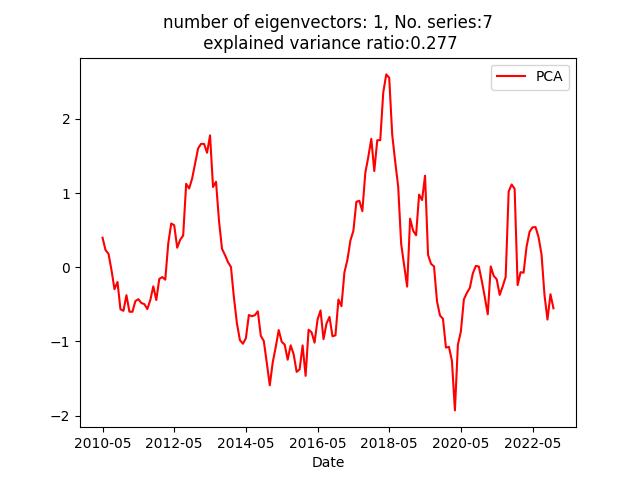 number of eigenvectors: 1, No. series:7
explained variance ratio:0.277
PCA
2
1
0
−1
−2
2010-05 2012-05 2014-05 2016-05 2018-05 2020-05 2022-05
Date